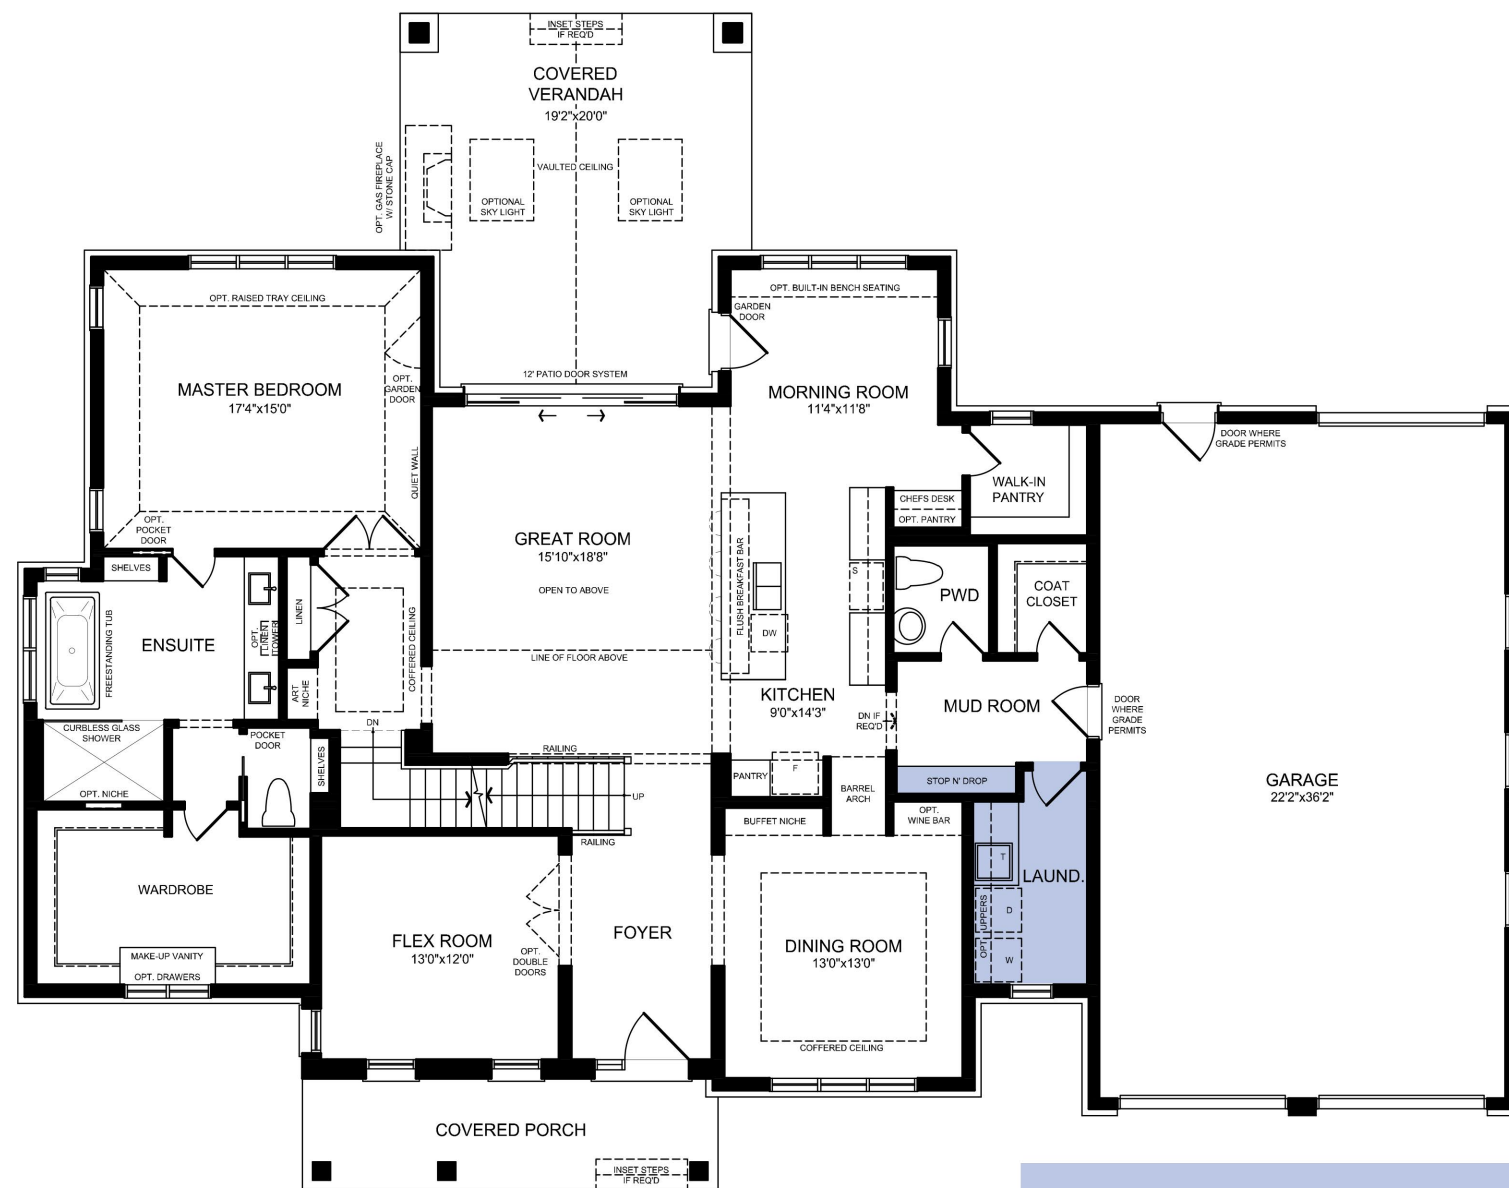 INSET STEPS
IF REQ'D
COVERED
VERANDAH
19'2"x20'0"
OPT. GAS FIREPLACE
W/ STONE CAP
VAULTED CEILING
OPTIONAL
SKY LIGHT
OPTIONAL
SKY LIGHT
12' PATIO DOOR SYSTEM
OPT. RAISED TRAY CEILING
MASTER BEDROOM
17'4"x15'0"
OPT.
GARDEN
DOOR
QUIET WALL
OPT.
POCKET
DOOR
OPT. BUILT-IN BENCH SEATING
GARDEN
DOOR
MORNING ROOM
11'4"x11'8"
DOOR WHERE
GRADE PERMITS
WALK-IN
PANTRY
CHEFS DESK
OPT. PANTRY
GREAT ROOM
15'10"x18'8"
OPEN TO ABOVE
LINE OF FLOOR ABOVE
FLUSH BREAKFAST BAR
DW
S
PWD
COAT
CLOSET
SHELVES
FREESTANDING TUB
ENSUITE
OPT.
LINEN
TOWER
LINEN
COFFERED CEILING
ART
NICHE
DN
CURBLESS GLASS
SHOWER
OPT. NICHE
POCKET
DOOR
SHELVES
KITCHEN
9'0"x14'3"
DN IF
REQ'D
MUD ROOM
DOOR
WHERE
GRADE
PERMITS
RAILING
UP
RAILING
PANTRY
F
BARREL
ARCH
STOP N' DROP
GARAGE
22'2"x36'2"
BUFFET NICHE
OPT.
WINE BAR
T
LAUND.
OPT. UPPERS
D
W
WARDROBE
MAKE-UP VANITY
OPT. DRAWERS
FLEX ROOM
13'0"x12'0"
OPT.
DOUBLE
DOORS
FOYER
DINING ROOM
13'0"x13'0"
COFFERED CEILING
COVERED PORCH
INSET STEPS
IF REQ'D